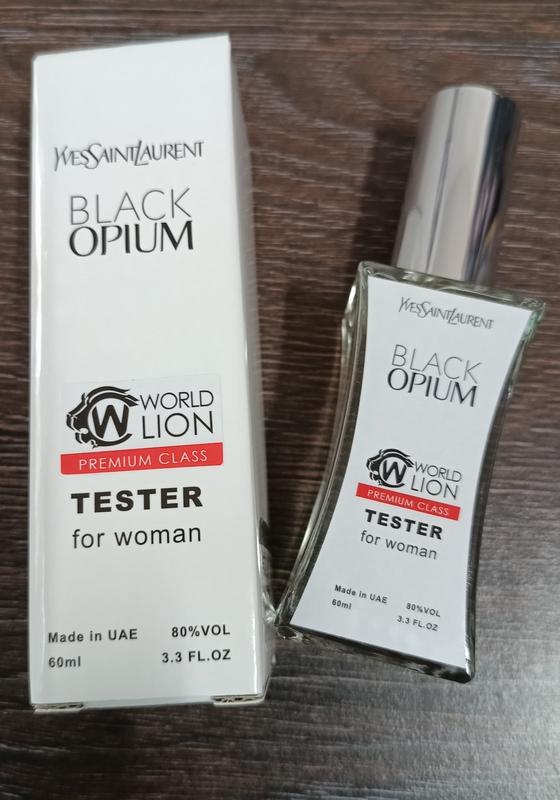 YVESSAINTLAURENT
BLACK
OPIUM
W
WORLD
LION
PREMIUM CLASS
TESTER
for woman
Made in UAE 80%VOL
60ml 3.3 FL.OZ
YVESSAINTLAURENT
BLACK
OPIUM
W
WORLD
LION
PREMIUM CLASS
TESTER
for woman
Made in UAE 80%VOL
60ml 3.3 FL.OZ